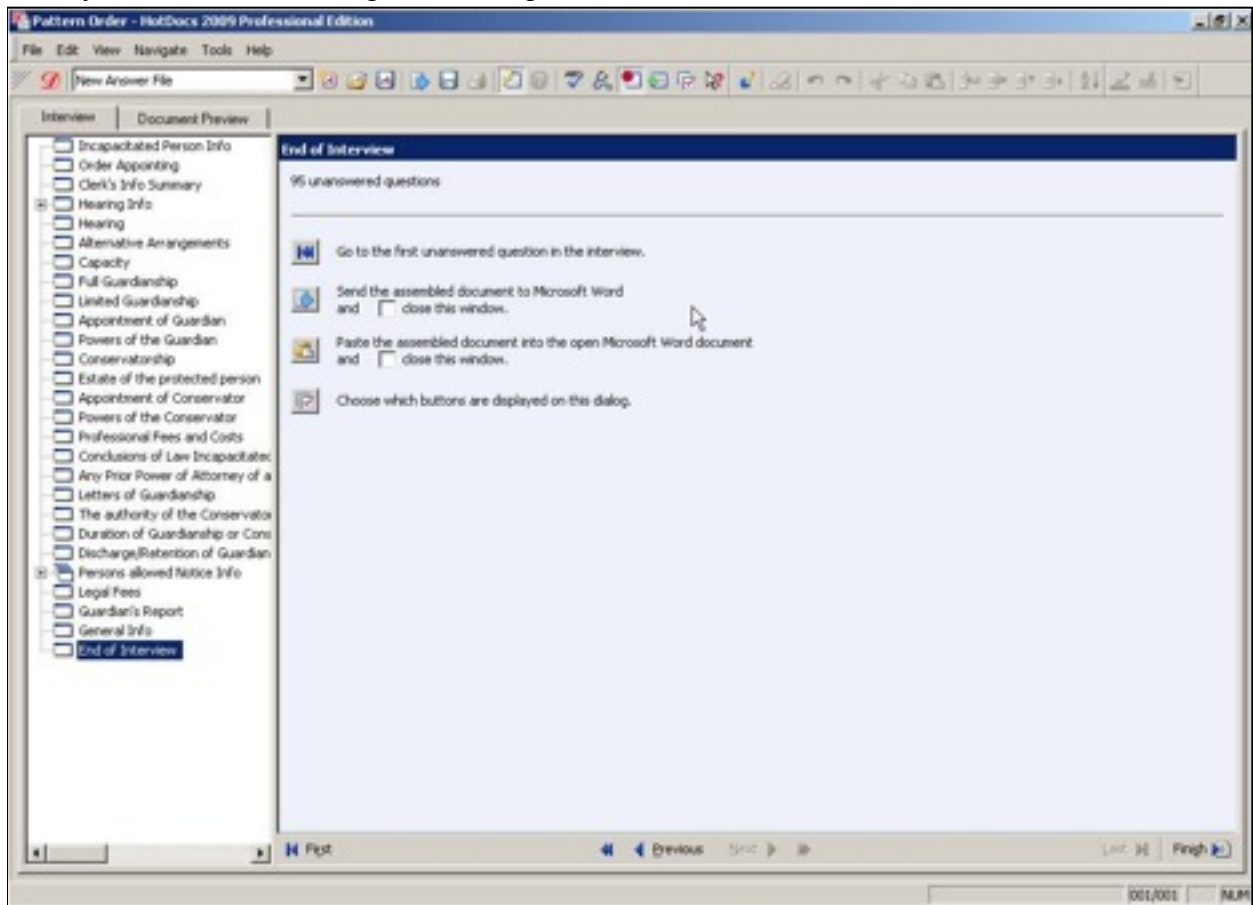 Pattern Order - HotDocs 2009 Professional Edition
File Edit View Navigate Tools Help
New Answer File
Interview Document Preview
Incapacitated Person Info
Order Appointing
Clerk's Info Summary
Hearing Info
Hearing
Alternative Arrangements
Capacity
Full Guardianship
Limited Guardianship
Appointment of Guardian
Powers of the Guardian
Conservatorship
Estate of the protected person
Appointment of Conservator
Powers of the Conservator
Professional Fees and Costs
Conclusions of Law Incapacitated
Any Prior Power of Attorney of a
Letters of Guardianship
The authority of the Conservator
Duration of Guardianship or Cons
Discharge/Retention of Guardian
Persons allowed Notice Info
Legal Fees
Guardian's Report
General Info
End of Interview
End of Interview
95 unanswered questions
Go to the first unanswered question in the interview.
Send the assembled document to Microsoft Word
and close this window.
Paste the assembled document into the open Microsoft Word document
and close this window.
Choose which buttons are displayed on this dialog.
First Previous Next Last Finish
001/001 NUM